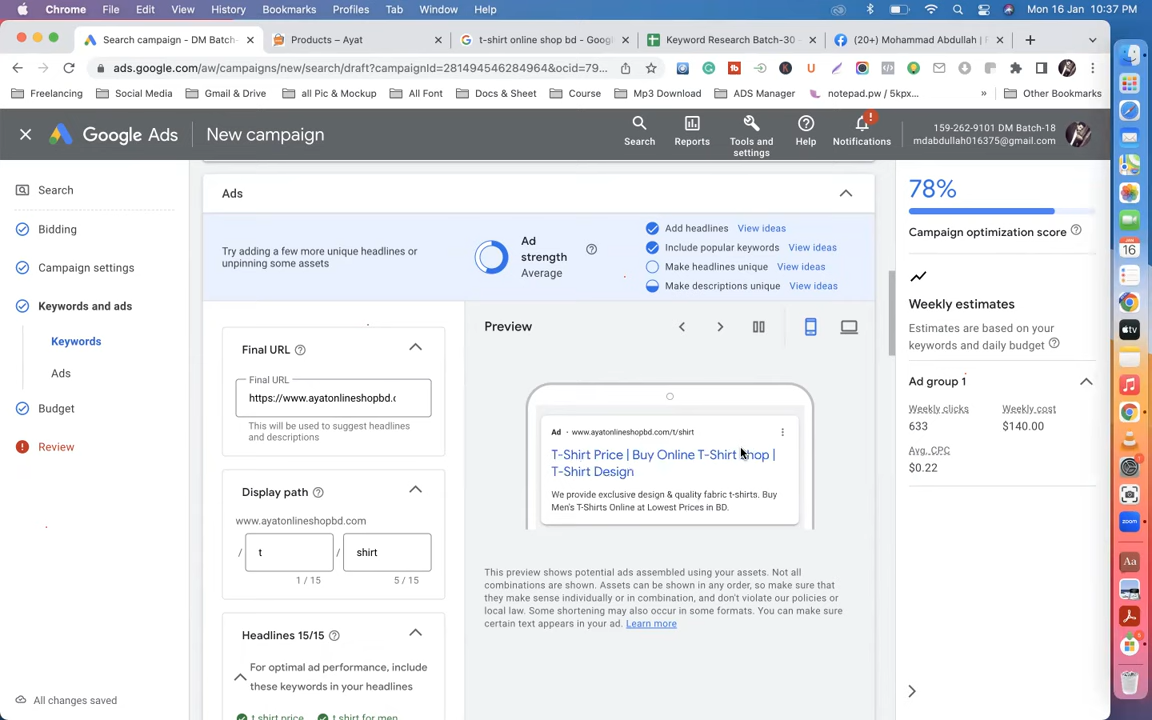 Chrome File Edit View History Bookmarks Profiles Tab Window Help Mon 16 Jan 10:37 PM
Search campaign - DM Batch- Products – Ayat t-shirt online shop bd - Goog Keyword Research Batch-30 - (20+) Mohammad Abdullah | F
ads.google.com/aw/campaigns/new/search/draft?campaignId=281494546284964&ocid=79...
Freelancing Social Media Gmail & Drive all Pic & Mockup All Font Docs & Sheet Course Mp3 Download ADS Manager notepad.pw / 5kpx... » Other Bookmarks
Google Ads New campaign
Search Reports Tools and settings Help Notifications
159-262-9101 DM Batch-18
mdabdullah016375@gmail.com
Search
Bidding
Campaign settings
Keywords and ads
Keywords
Ads
Budget
Review
All changes saved
Ads
Try adding a few more unique headlines or
unpinning some assets
Ad
strength
Average
Add headlines View ideas
Include popular keywords View ideas
Make headlines unique View ideas
Make descriptions unique View ideas
Final URL
Final URL
https://www.ayatonlineshopbd.c
This will be used to suggest headlines
and descriptions
Display path
www.ayatonlineshopbd.com
/ t / shirt
1 / 15 5 / 15
Headlines 15/15
For optimal ad performance, include
these keywords in your headlines
t shirt price t shirt for men
Preview
Ad · www.ayatonlineshopbd.com/t/shirt
T-Shirt Price | Buy Online T-Shirt Shop |
T-Shirt Design
We provide exclusive design & quality fabric t-shirts. Buy
Men's T-Shirts Online at Lowest Prices in BD.
This preview shows potential ads assembled using your assets. Not all
combinations are shown. Assets can be shown in any order, so make sure that
they make sense individually or in combination, and don't violate our policies or
local law. Some shortening may also occur in some formats. You can make sure
certain text appears in your ad. Learn more
78%
Campaign optimization score
Weekly estimates
Estimates are based on your
keywords and daily budget
Ad group 1
Weekly clicks Weekly cost
633 $140.00
Avg. CPC
$0.22
JAN
16
tv
zoom
Aa